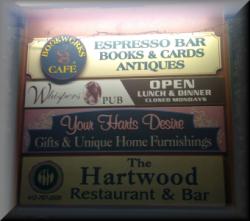 BOOKWORKS
CAFE
ESPRESSO BAR
BOOKS & CARDS
ANTIQUES
Whispers
PUB
OPEN
LUNCH & DINNER
CLOSED MONDAYS
Your Harts Desire
Gifts & Unique Home Furnishings
The
Hartwood
Restaurant & Bar